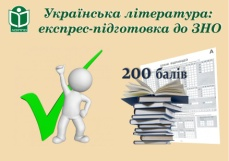 Українська література:
експрес-підготовка до ЗНО
200 балів